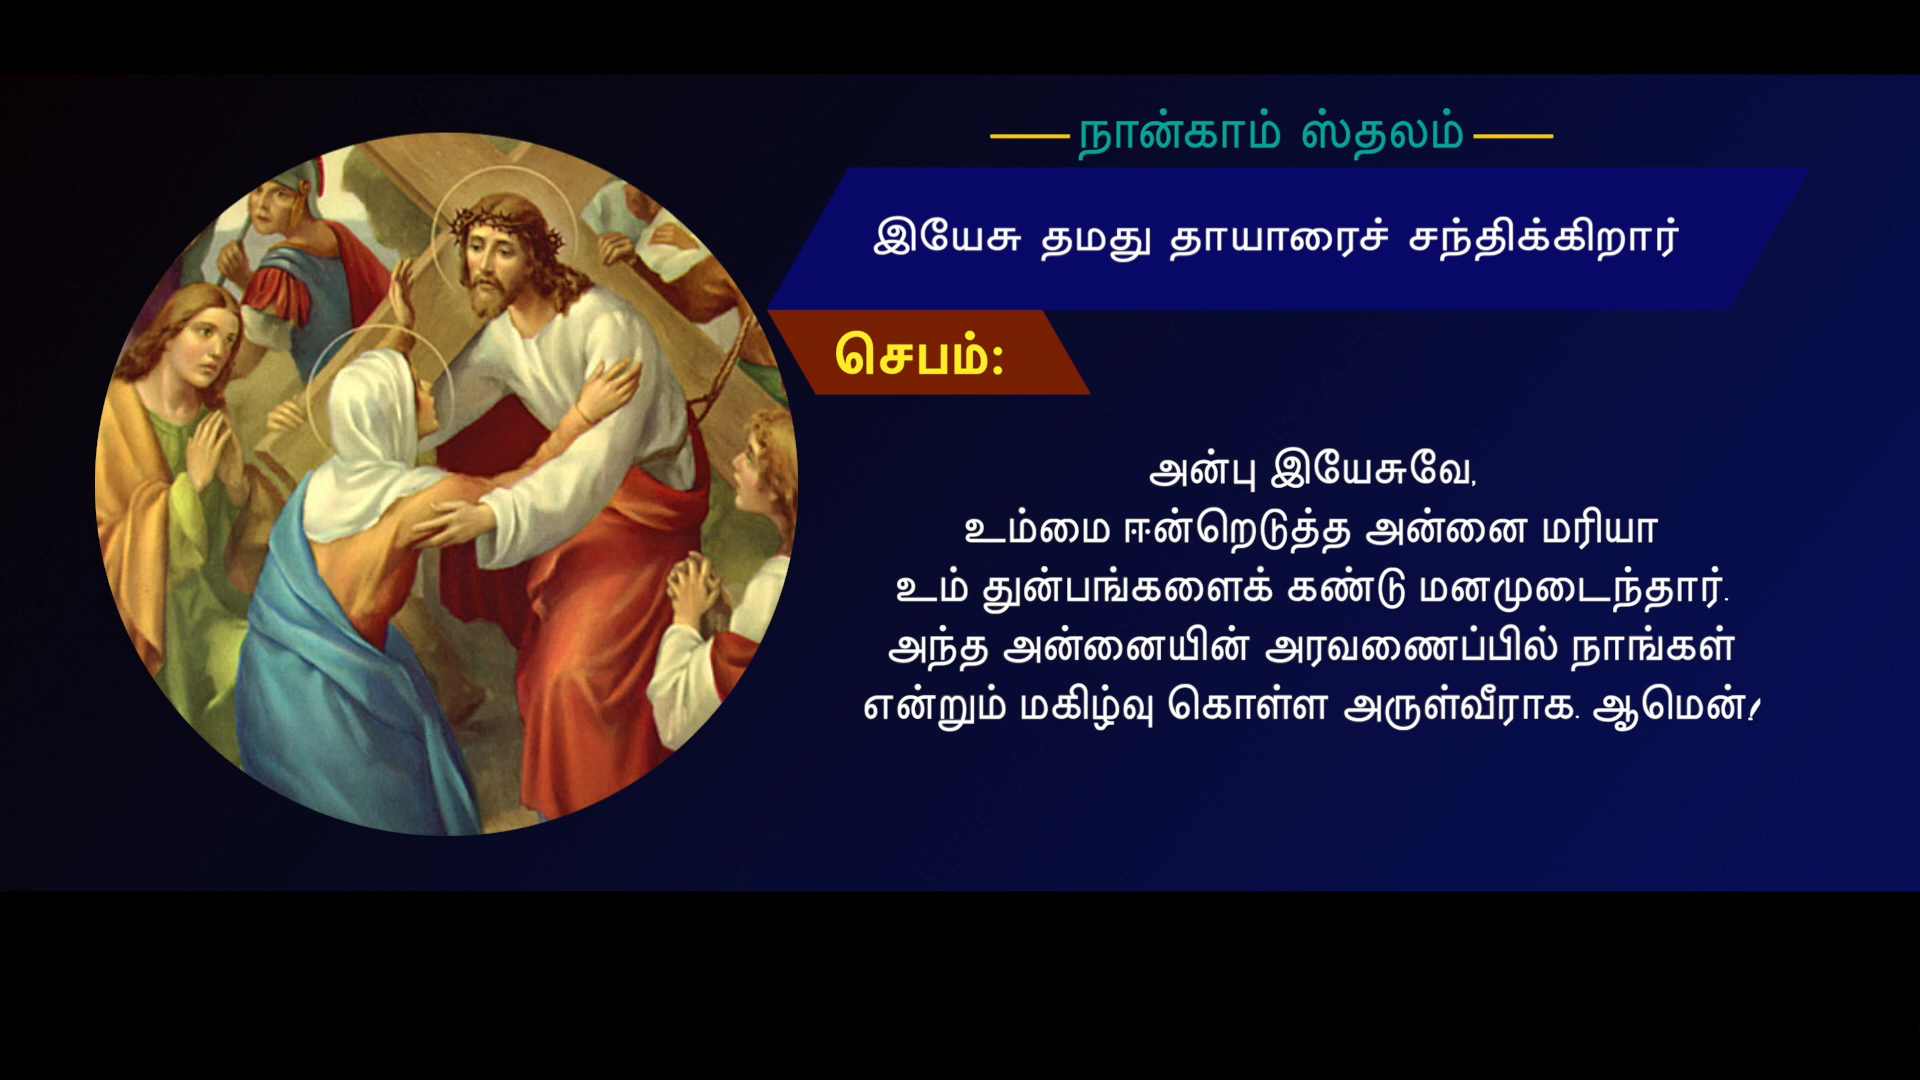 நான்காம் ஸ்தலம்
இயேசு தமது தாயாரைச் சந்திக்கிறார்
செபம்:
அன்பு இயேசுவே,
உம்மை ஈன்றெடுத்த அன்னை மரியா
உம் துன்பங்களைக் கண்டு மனமுடைந்தார்.
அந்த அன்னையின் அரவணைப்பில் நாங்கள்
என்றும் மகிழ்வு கொள்ள அருள்வீராக. ஆமென்!